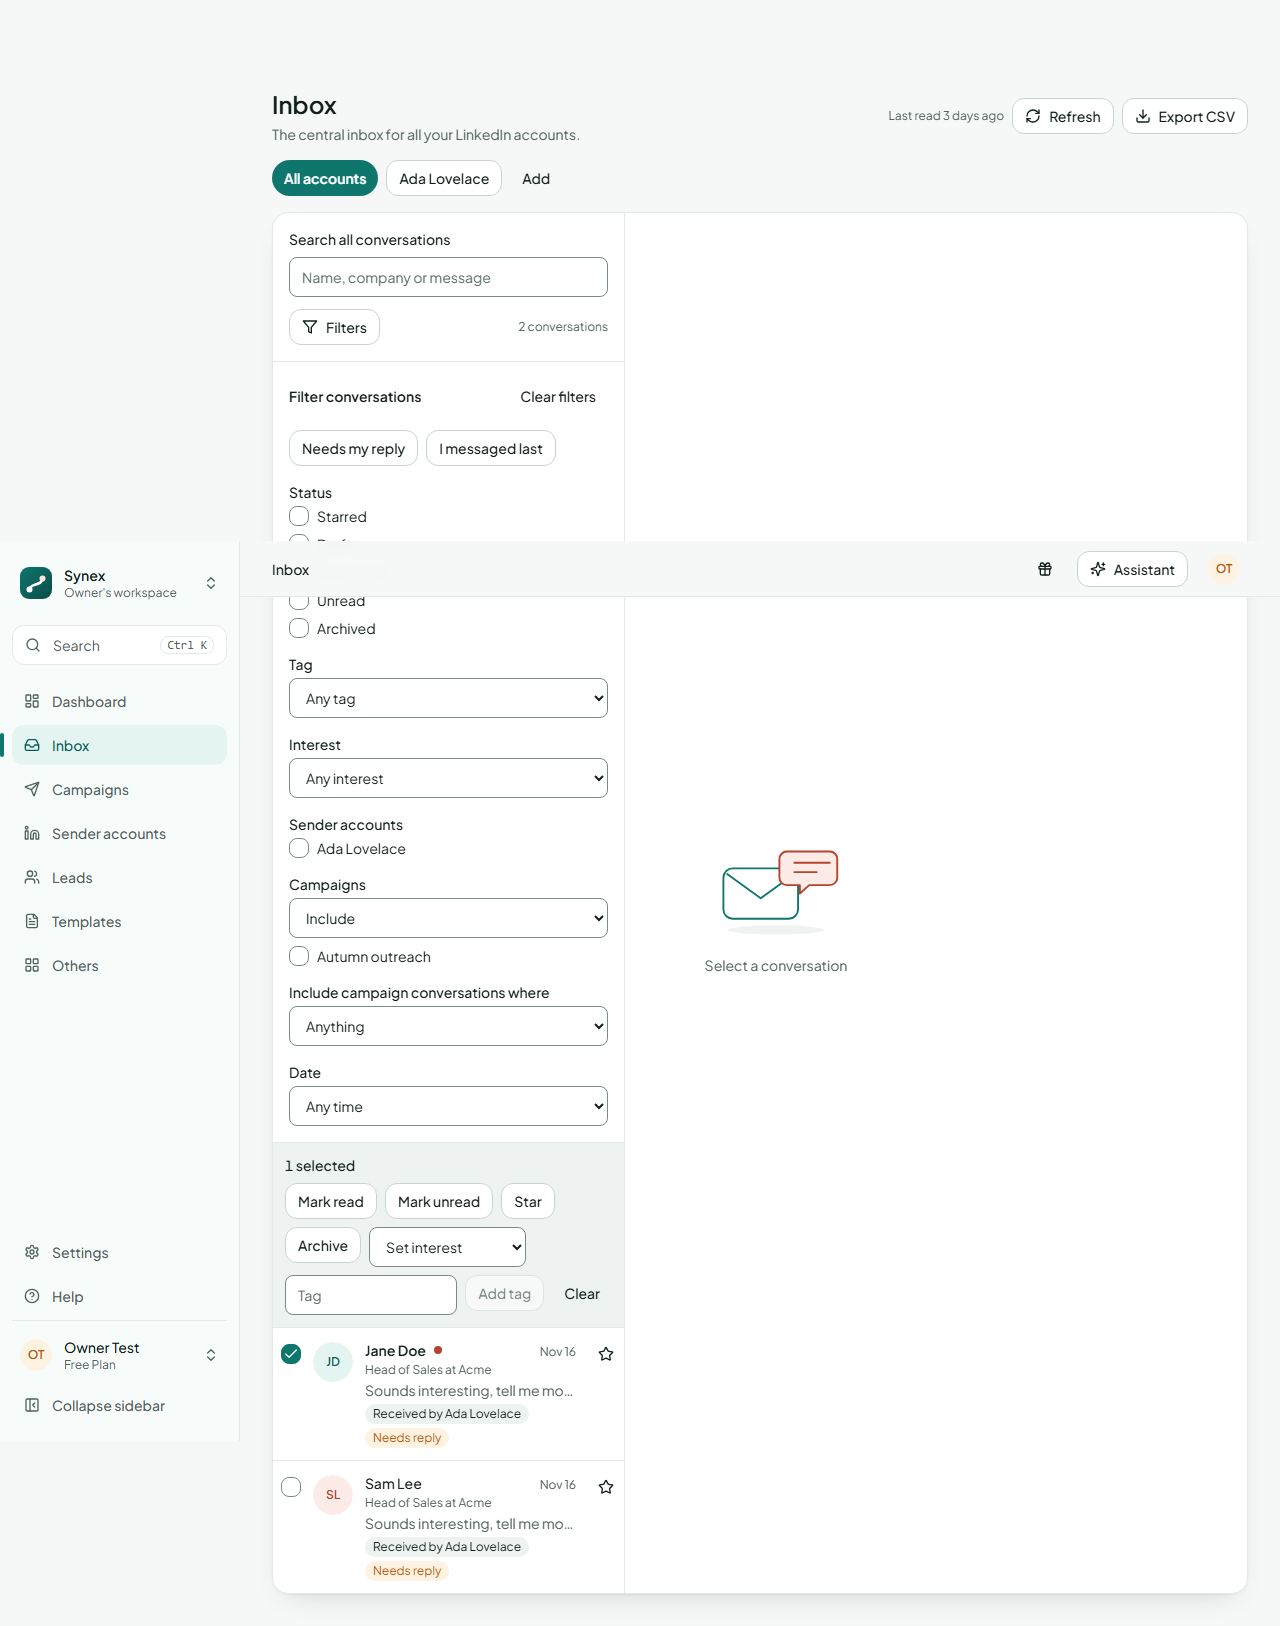 Inbox
The central inbox for all your LinkedIn accounts.
Last read 3 days ago
Refresh
Export CSV
All accounts
Ada Lovelace
Add
Search all conversations
Name, company or message
Filters
2 conversations
Filter conversations
Clear filters
Needs my reply
I messaged last
Status
Starred
Inbox
Assistant
OT
Unread
Archived
Tag
Any tag
Interest
Any interest
Sender accounts
Ada Lovelace
Campaigns
Include
Autumn outreach
Include campaign conversations where
Anything
Date
Any time
1 selected
Mark read
Mark unread
Star
Archive
Set interest
Tag
Add tag
Clear
JD
Jane Doe
Nov 16
Head of Sales at Acme
Sounds interesting, tell me mo...
Received by Ada Lovelace
Needs reply
SL
Sam Lee
Nov 16
Head of Sales at Acme
Sounds interesting, tell me mo...
Received by Ada Lovelace
Needs reply
Select a conversation
Synex
Owner's workspace
Search
Ctrl K
Dashboard
Inbox
Campaigns
Sender accounts
Leads
Templates
Others
Settings
Help
OT
Owner Test
Free Plan
Collapse sidebar